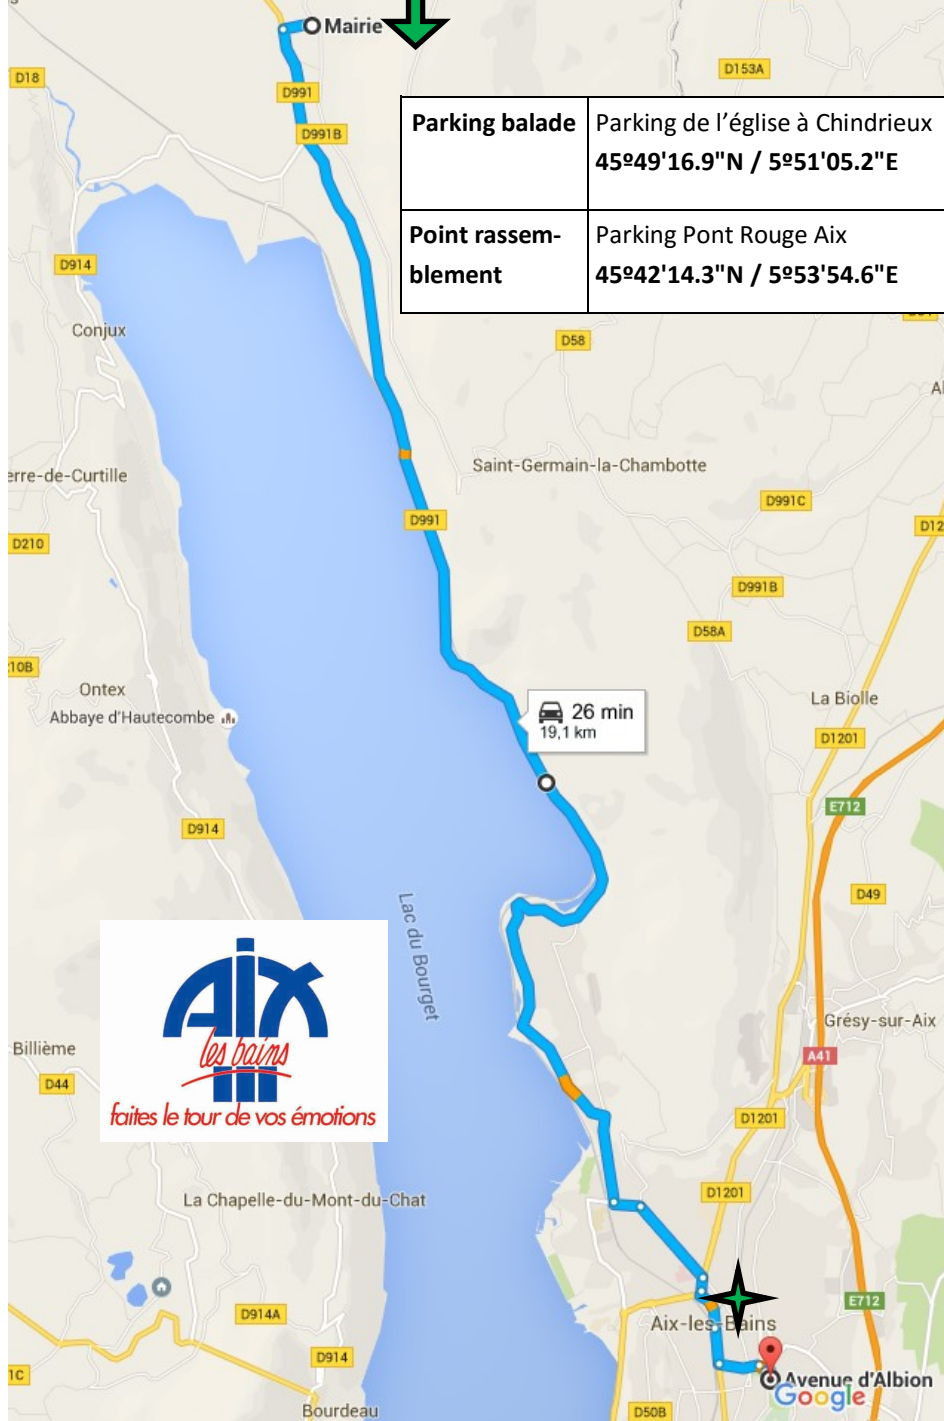 Mairie
D18
D153A
D991
Parking balade
Parking de l'église à Chindrieux
45º49'16.9"N / 5º51'05.2"E
D991B
Point rassem-
blement
Parking Pont Rouge Aix
45º42'14.3"N / 5º53'54.6"E
D914
Conjux
D58
Saint-Germain-la-Chambotte
erre-de-Curtille
D991C
D991
D12
D210
D991B
D58A
10B
Ontex
La Biolle
Abbaye d'Hautecombe
26 min
19,1 km
D1201
E712
D914
D49
Lac du Bourget
AIX
les bains
faites le tour de vos émotions
Grésy-sur-Aix
Billième
A41
D44
D1201
D1201
La Chapelle-du-Mont-du-Chat
E712
D914A
Aix-les-Bains
D914
1C
Avenue d'Albion
Google
Bourdeau
D50B